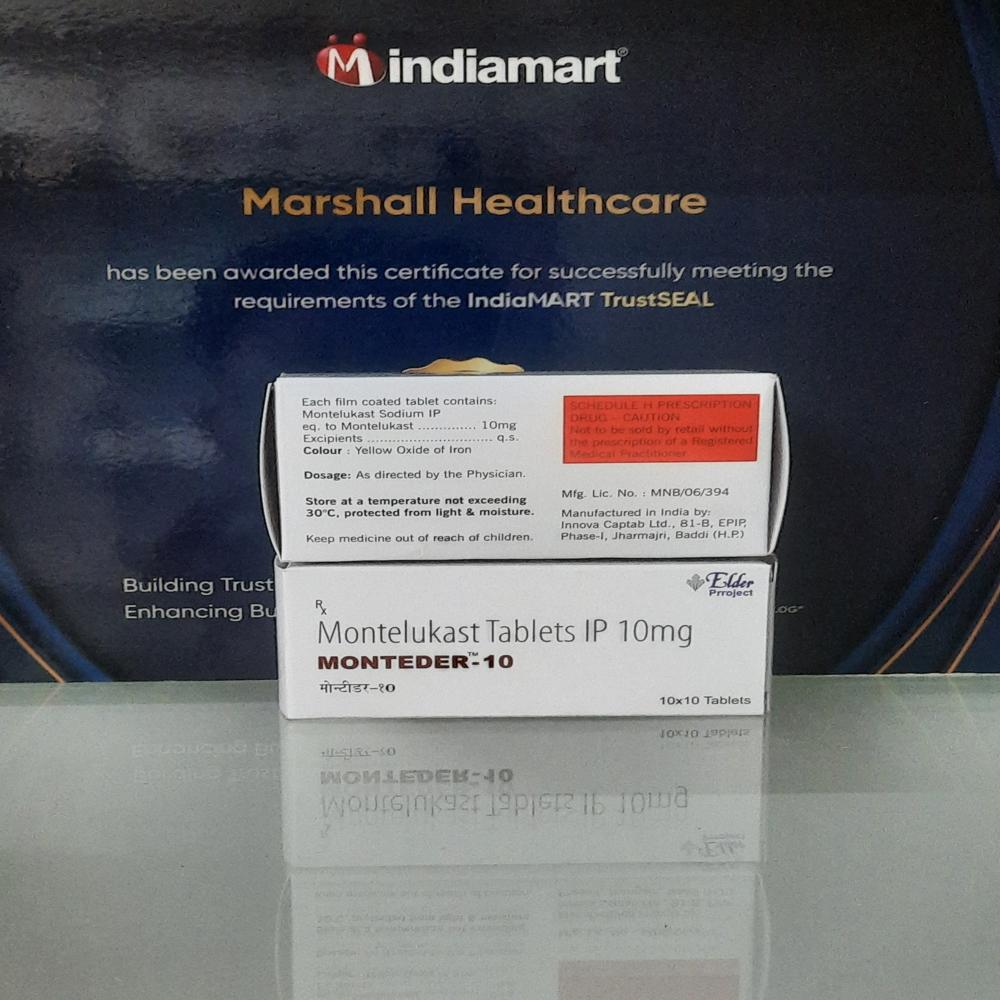 indiamart®
Marshall Healthcare
has been awarded this certificate for successfully meeting the
requirements of the IndiaMART TrustSEAL
Each film coated tablet contains:
Montelukast Sodium IP
eq. to Montelukast .............. 10mg
Excipients .............................. q.s.
Colour : Yellow Oxide of Iron
Dosage: As directed by the Physician.
Store at a temperature not exceeding
30°C, protected from light & moisture.
Keep medicine out of reach of children.
SCHEDULE H PRESCRIPTION
DRUG - CAUTION
Not to be sold by retail without
the prescription of a Registered
Medical Practitioner.
Mfg. Lic. No. : MNB/06/394
Manufactured in India by:
Innova Captab Ltd., 81-B, EPIP,
Phase-I, Jharmajri, Baddi (H.P.)
Building Trust
Enhancing Bu
Elder
Prroject
Rx
Montelukast Tablets IP 10mg
MONTEDER™-10
मोन्टीडर-१०
10x10 Tablets